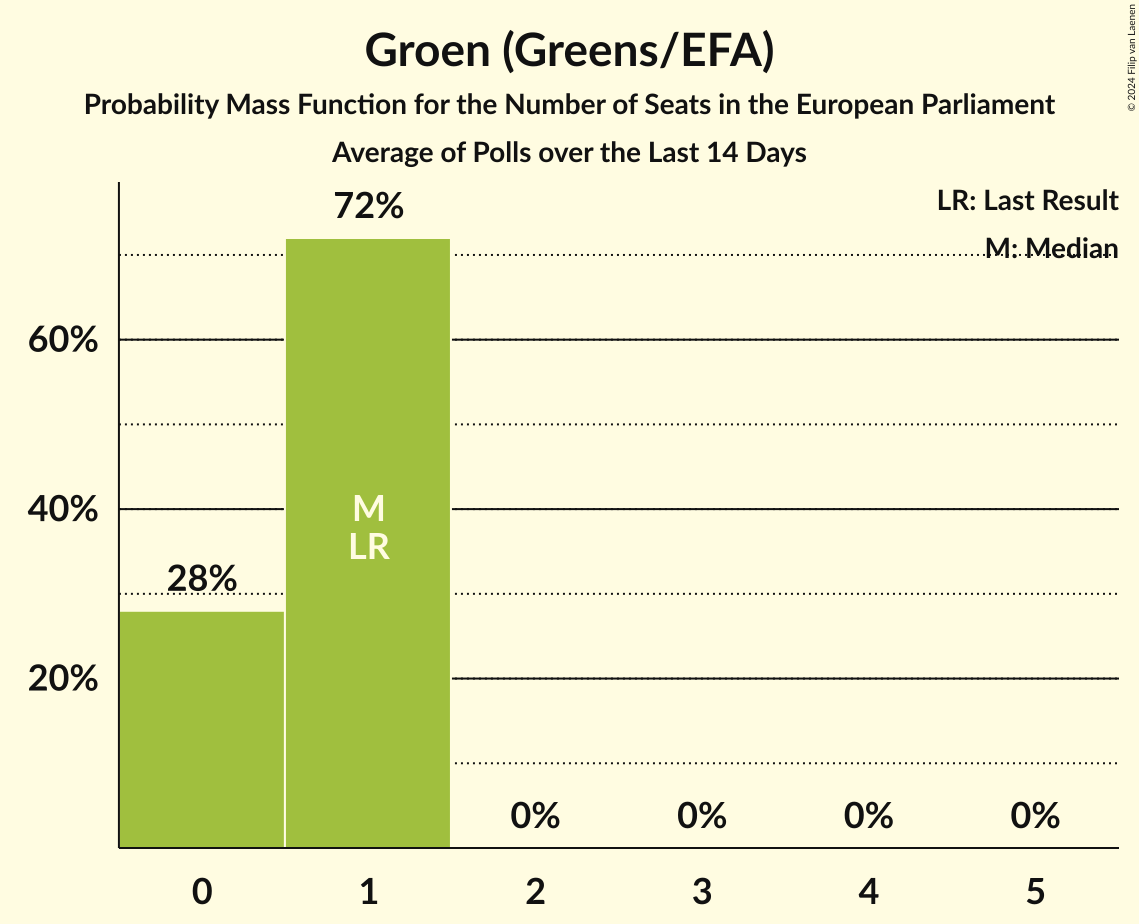 Groen (Greens/EFA)
Probability Mass Function for the Number of Seats in the European Parliament
Average of Polls over the Last 14 Days
© 2024 Filip van Laenen
LR: Last Result
M: Median
72%
60%
40%
M
LR
28%
20%
0% 0% 0% 0%
0 1 2 3 4 5